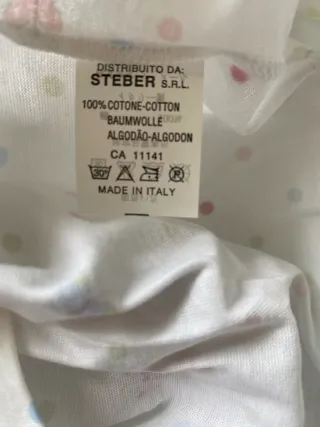 DISTRIBUITO DA:
STEBER S.R.L.
100% COTONE-COTTON
BAUMWOLLE
ALGODÃO-ALGODON
CA 11141
30°
MADE IN ITALY